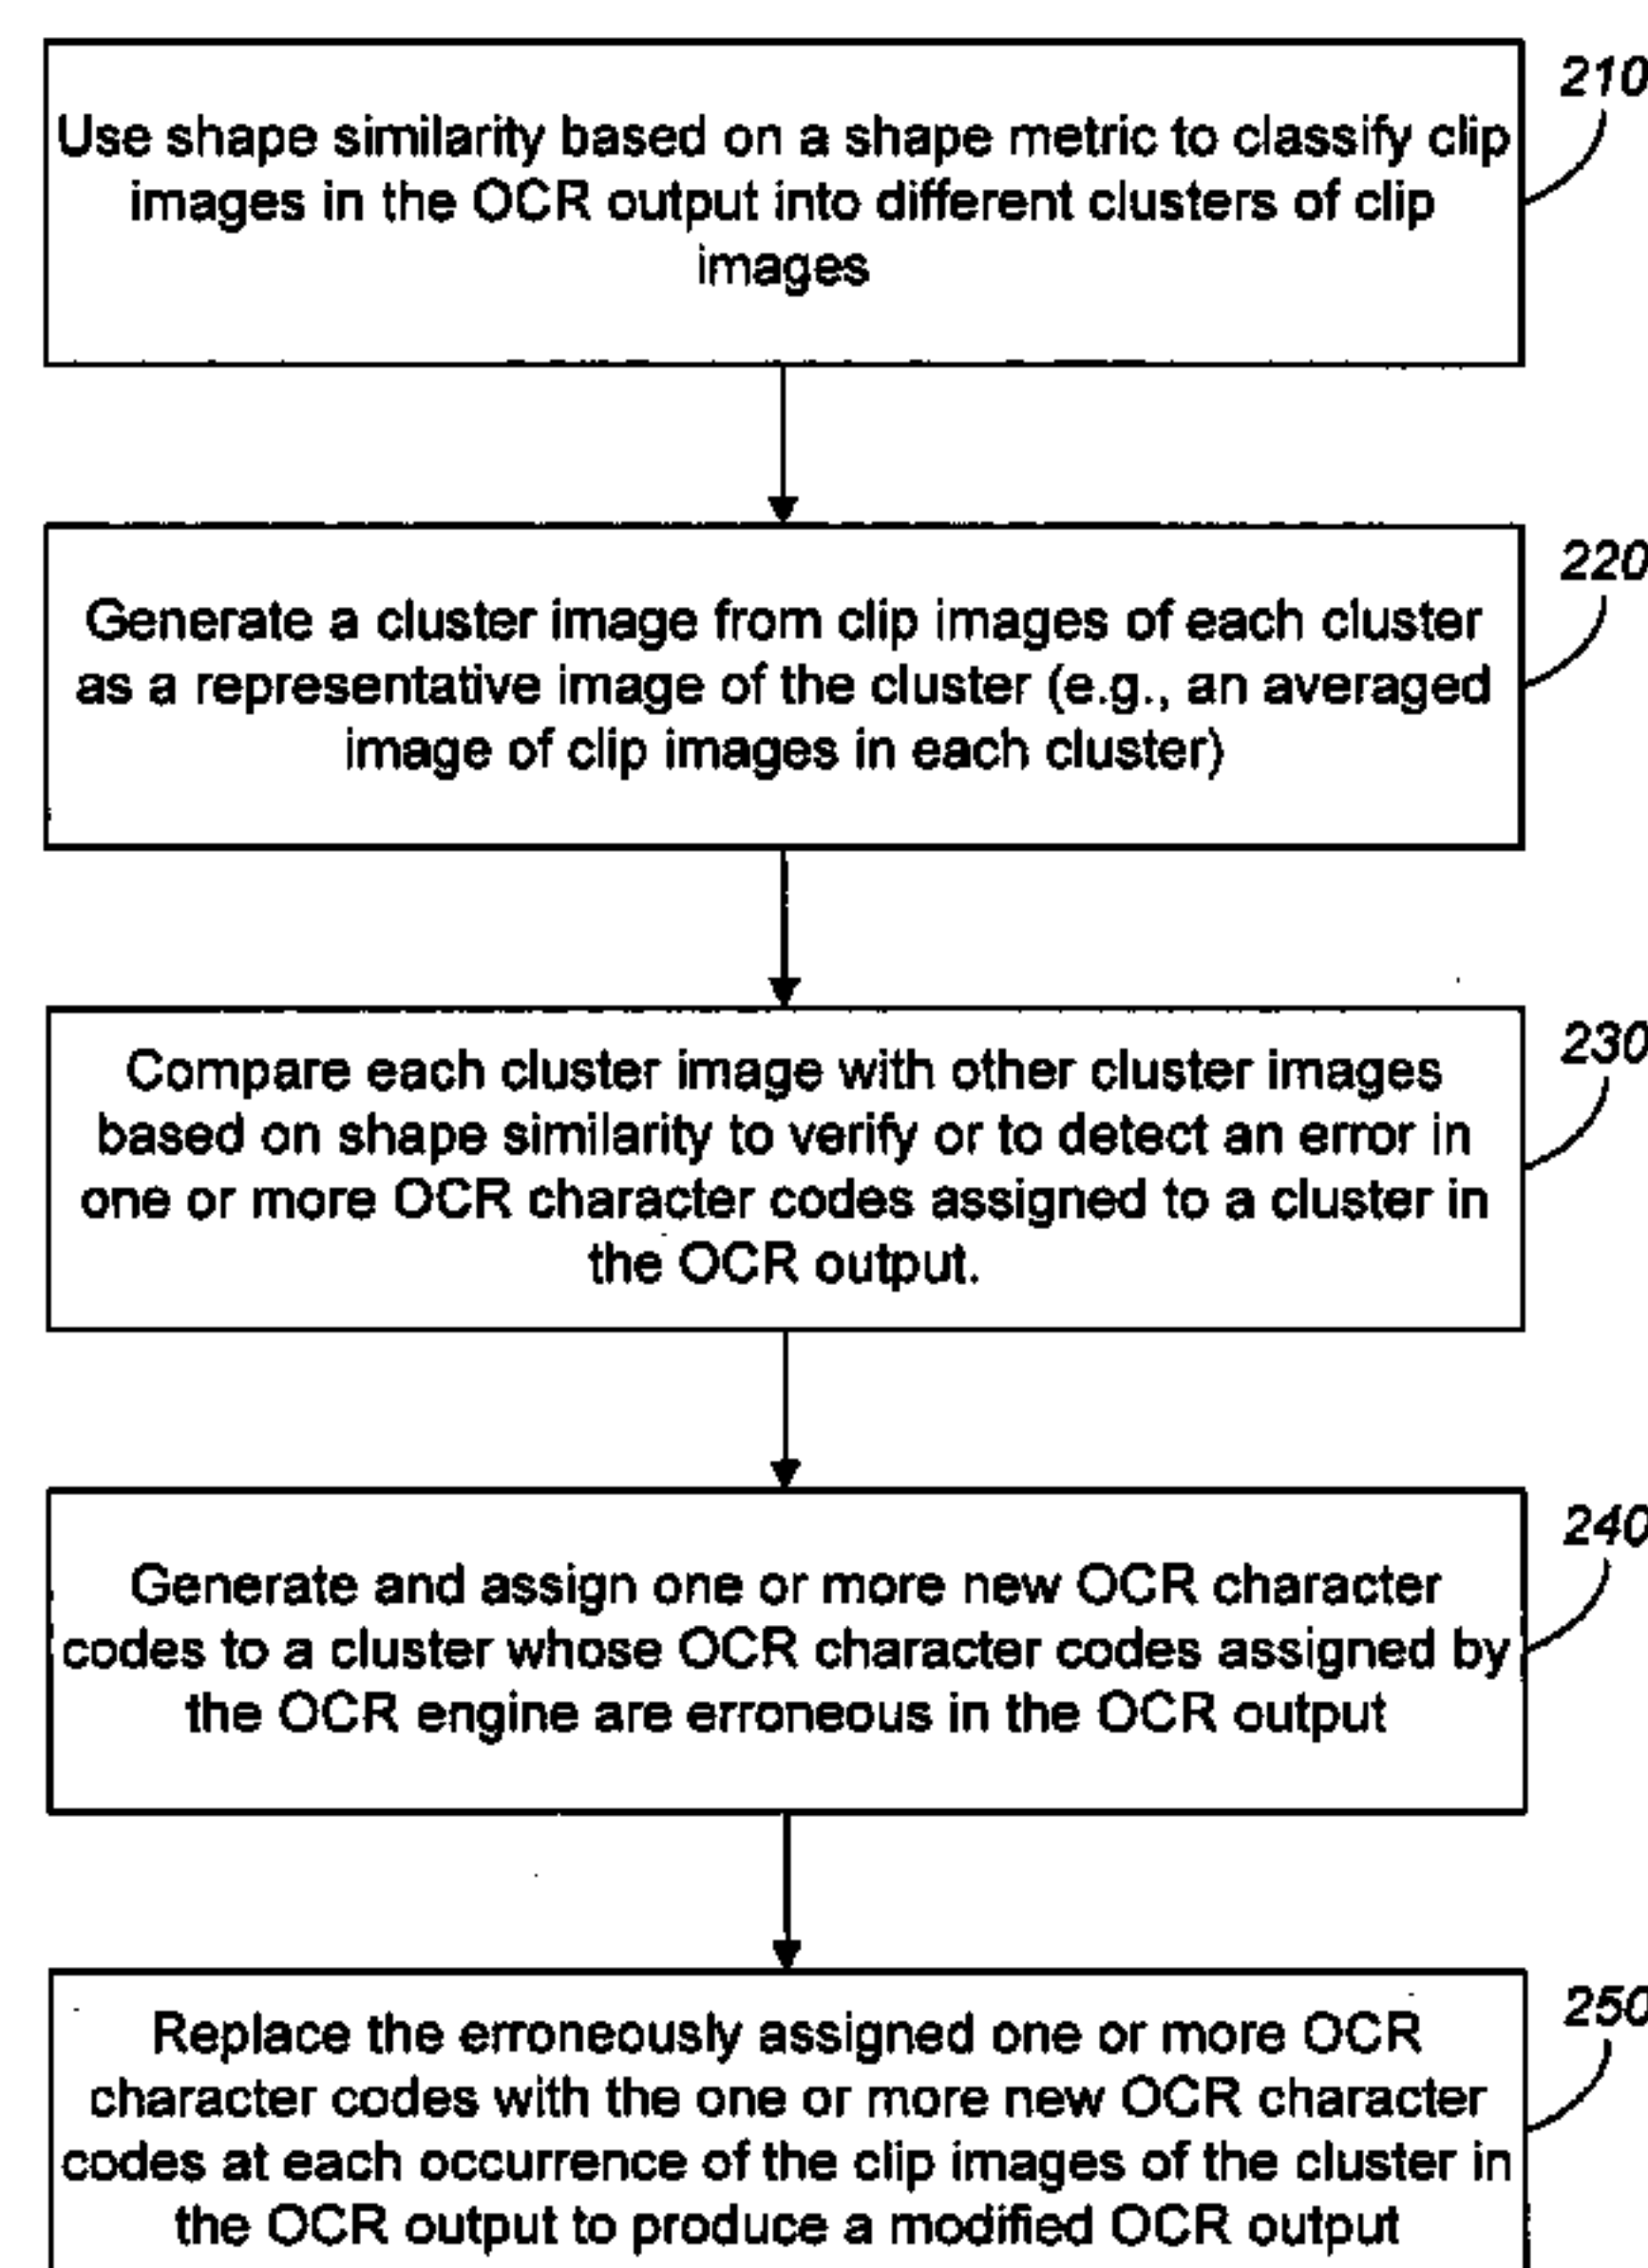 210
Use shape similarity based on a shape metric to classify clip
images in the OCR output into different clusters of clip
images
220
Generate a cluster image from clip images of each cluster
as a representative image of the cluster (e.g., an averaged
image of clip images in each cluster)
230
Compare each cluster image with other cluster images
based on shape similarity to verify or to detect an error in
one or more OCR character codes assigned to a cluster in
the OCR output.
240
Generate and assign one or more new OCR character
codes to a cluster whose OCR character codes assigned by
the OCR engine are erroneous in the OCR output
250
Replace the erroneously assigned one or more OCR
character codes with the one or more new OCR character
codes at each occurrence of the clip images of the cluster in
the OCR output to produce a modified OCR output